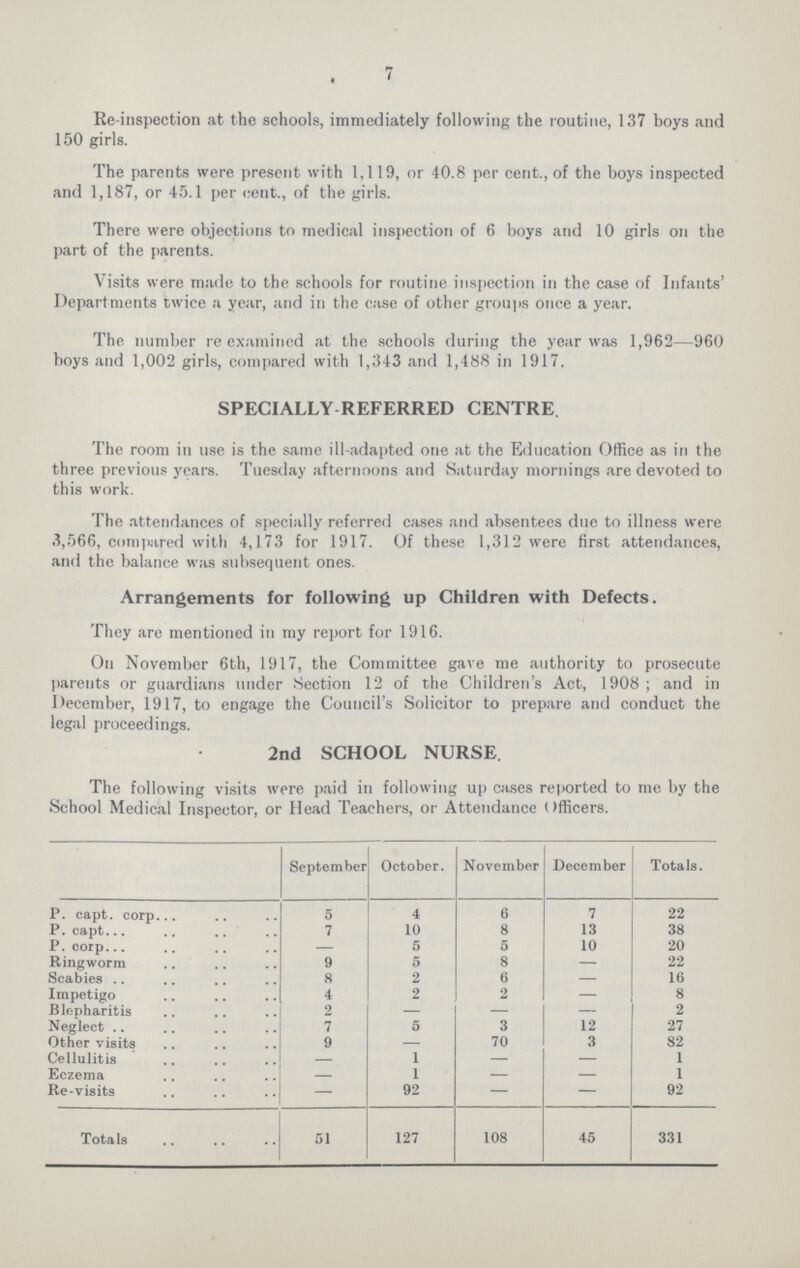 7
Re-inspection at the schools, immediately following the routine, 137 boys and
150 girls.
The parents were present with 1,119, or 40.8 per cent., of the boys inspected
and 1,187, or 45.1 per cent., of the girls.
There were objections to medical inspection of 6 boys and 10 girls on the
part of the parents.
Visits were made to the schools for routine inspection in the case of Infants'
Departments twice a year, and in the case of other groups once a year.
The number re examined at the schools during the year was 1,962—960
boys and 1,002 girls, compared with 1,343 and 1,488 in 1917.
SPECIALLY-REFERRED CENTRE.
The room in use is the same ill-adapted one at the Education Office as in the
three previous years. Tuesday afternoons and Saturday mornings are devoted to
this work.
The attendances of specially referred cases and absentees due to illness were
3,566, compared with 4,173 for 1917. Of these 1,312 were first attendances,
and the balance was subsequent ones.
Arrangements for following up Children with Defects.
They are mentioned in my report for 1916.
On November 6th, 1917, the Committee gave me authority to prosecute
parents or guardians under Section 12 of the Children's Act, 1908 ; and in
December, 1917, to engage the Council's Solicitor to prepare and conduct the
legal proceedings.
2nd SCHOOL NURSE.
The following visits were paid in following up cases reported to me by the
School Medical Inspector, or Head Teachers, or Attendance Officers.
September October. November December Totals.
P. capt. corp... .. .. 5 4 6 7 22
P. capt... .. .. .. 7 10 8 13 38
P. corp... .. .. .. — 5 5 10 20
Ringworm .. .. .. 9 5 8 — 22
Scabies .. .. .. .. 8 2 6 — 16
Impetigo .. .. .. 4 2 2 — 8
Blepharitis .. .. .. 2 — — — 2
Neglect .. .. .. .. 7 5 3 12 27
Other visits .. .. .. 9 — 70 3 82
Cellulitis .. .. .. — 1 — — 1
Eczema .. .. .. — 1 — — 1
Re-visits .. .. .. — 92 — — 92
Totals .. .. .. 51 127 108 45 331